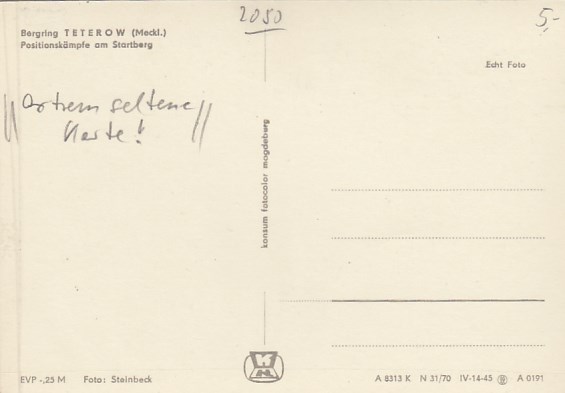 2050
5,-
Bergring TETEROW (Meckl.)
Positionskämpfe am Startberg
Echt Foto
extrem seltene
Karte!
konsum fotocolor magdeburg
EVP -,25 M Foto: Steinbeck
A 8313 K N 31/70 IV-14-45 A 0191